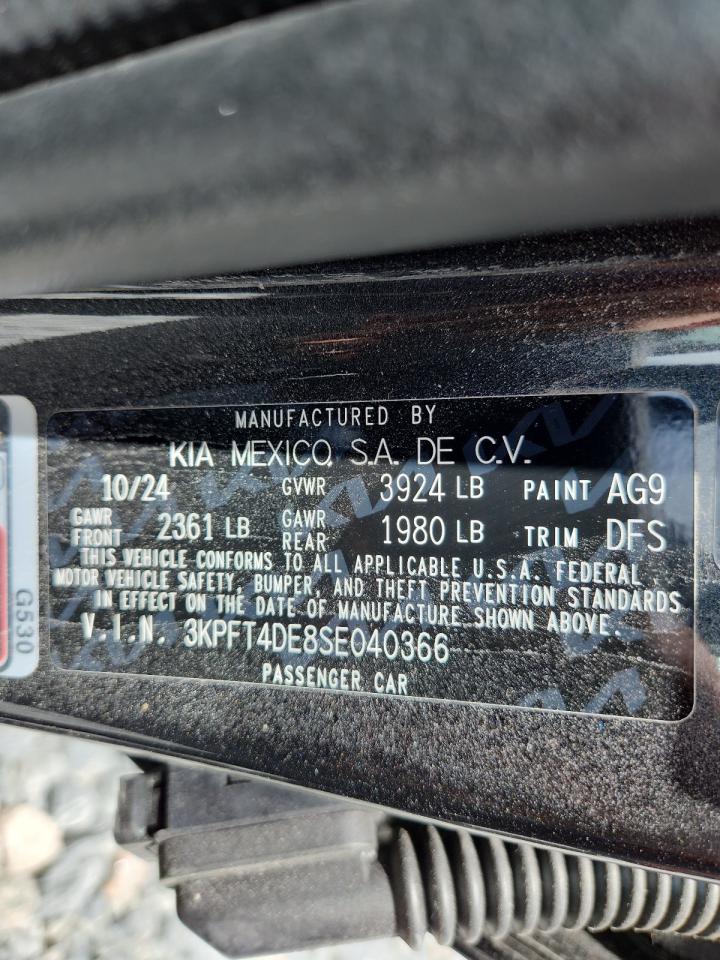 MANUFACTURED BY
KIA MEXICO, S.A. DE C.V.
10/24 GVWR 3924 LB PAINT AG9
GAWR FRONT 2361 LB GAWR REAR 1980 LB TRIM DFS
THIS VEHICLE CONFORMS TO ALL APPLICABLE U.S.A. FEDERAL
MOTOR VEHICLE SAFETY, BUMPER, AND THEFT PREVENTION STANDARDS
IN EFFECT ON THE DATE OF MANUFACTURE SHOWN ABOVE.
V.I.N. 3KPFT4DE8SE040366
PASSENGER CAR
G530